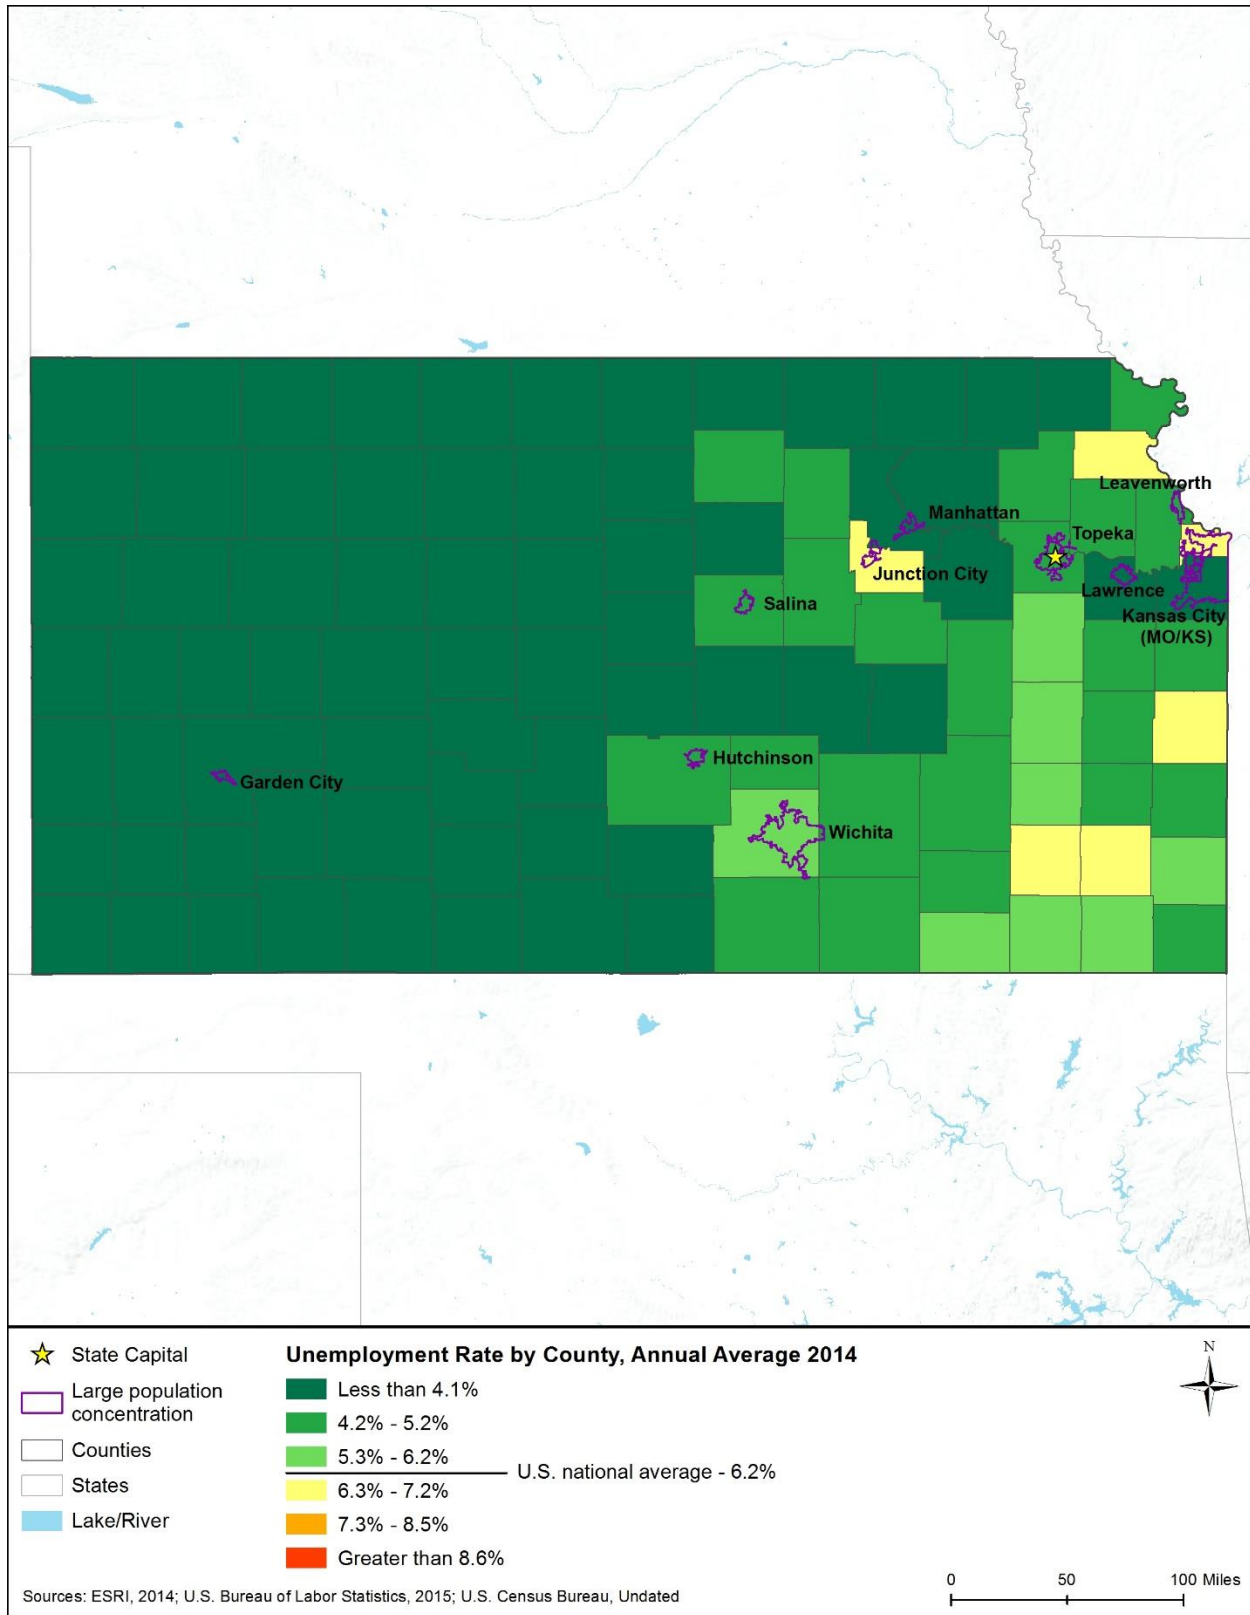 Leavenworth
Manhattan
Topeka
Junction City
Lawrence
Salina
Kansas City
(MO/KS)
Hutchinson
Garden City
Wichita
State Capital
Large population
concentration
Counties
States
Lake/River
Unemployment Rate by County, Annual Average 2014
Less than 4.1%
4.2% - 5.2%
5.3% - 6.2%
U.S. national average - 6.2%
6.3% - 7.2%
7.3% - 8.5%
Greater than 8.6%
N
0 50 100 Miles
Sources: ESRI, 2014; U.S. Bureau of Labor Statistics, 2015; U.S. Census Bureau, Undated